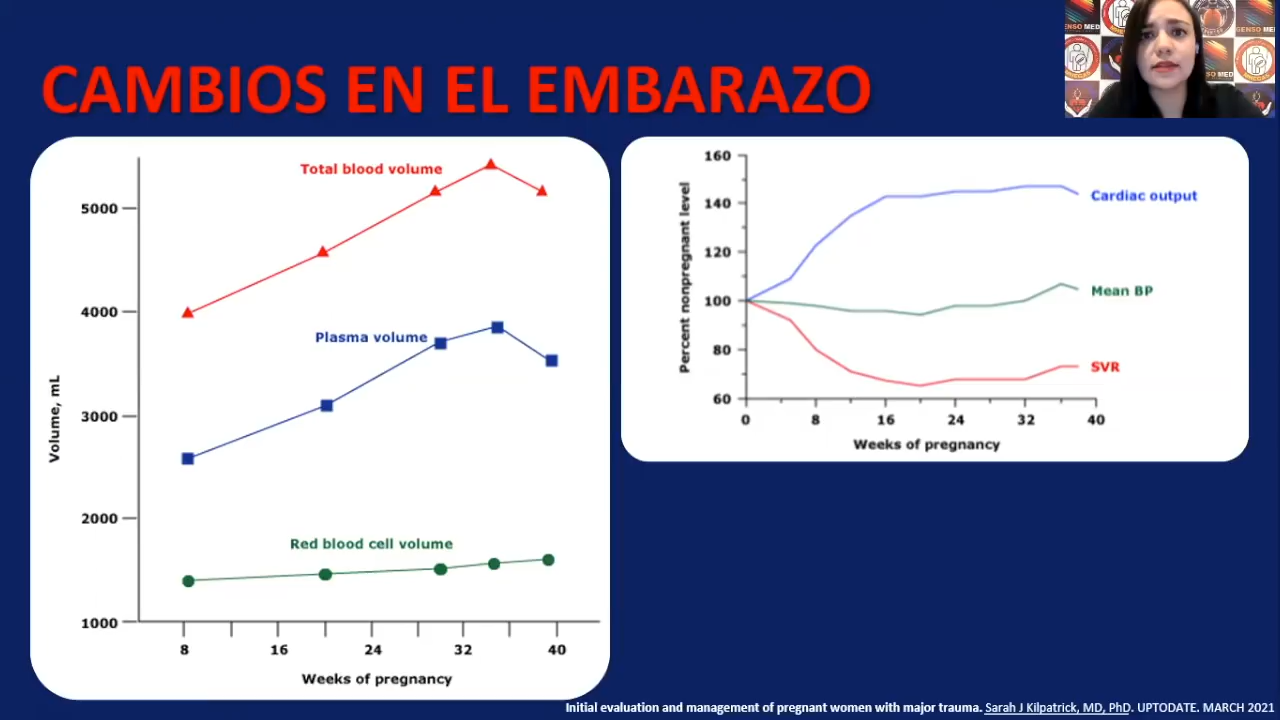 CAMBIOS EN EL EMBARAZO
Total blood volume
Plasma volume
Red blood cell volume
Volume, mL
5000
4000
3000
2000
1000
8 16 24 32 40
Weeks of pregnancy
Percent nonpregnant level
160
140
120
100
80
60
Cardiac output
Mean BP
SVR
0 8 16 24 32 40
Weeks of pregnancy
Initial evaluation and management of pregnant women with major trauma. Sarah J Kilpatrick, MD, PhD. UPTODATE. MARCH 2021